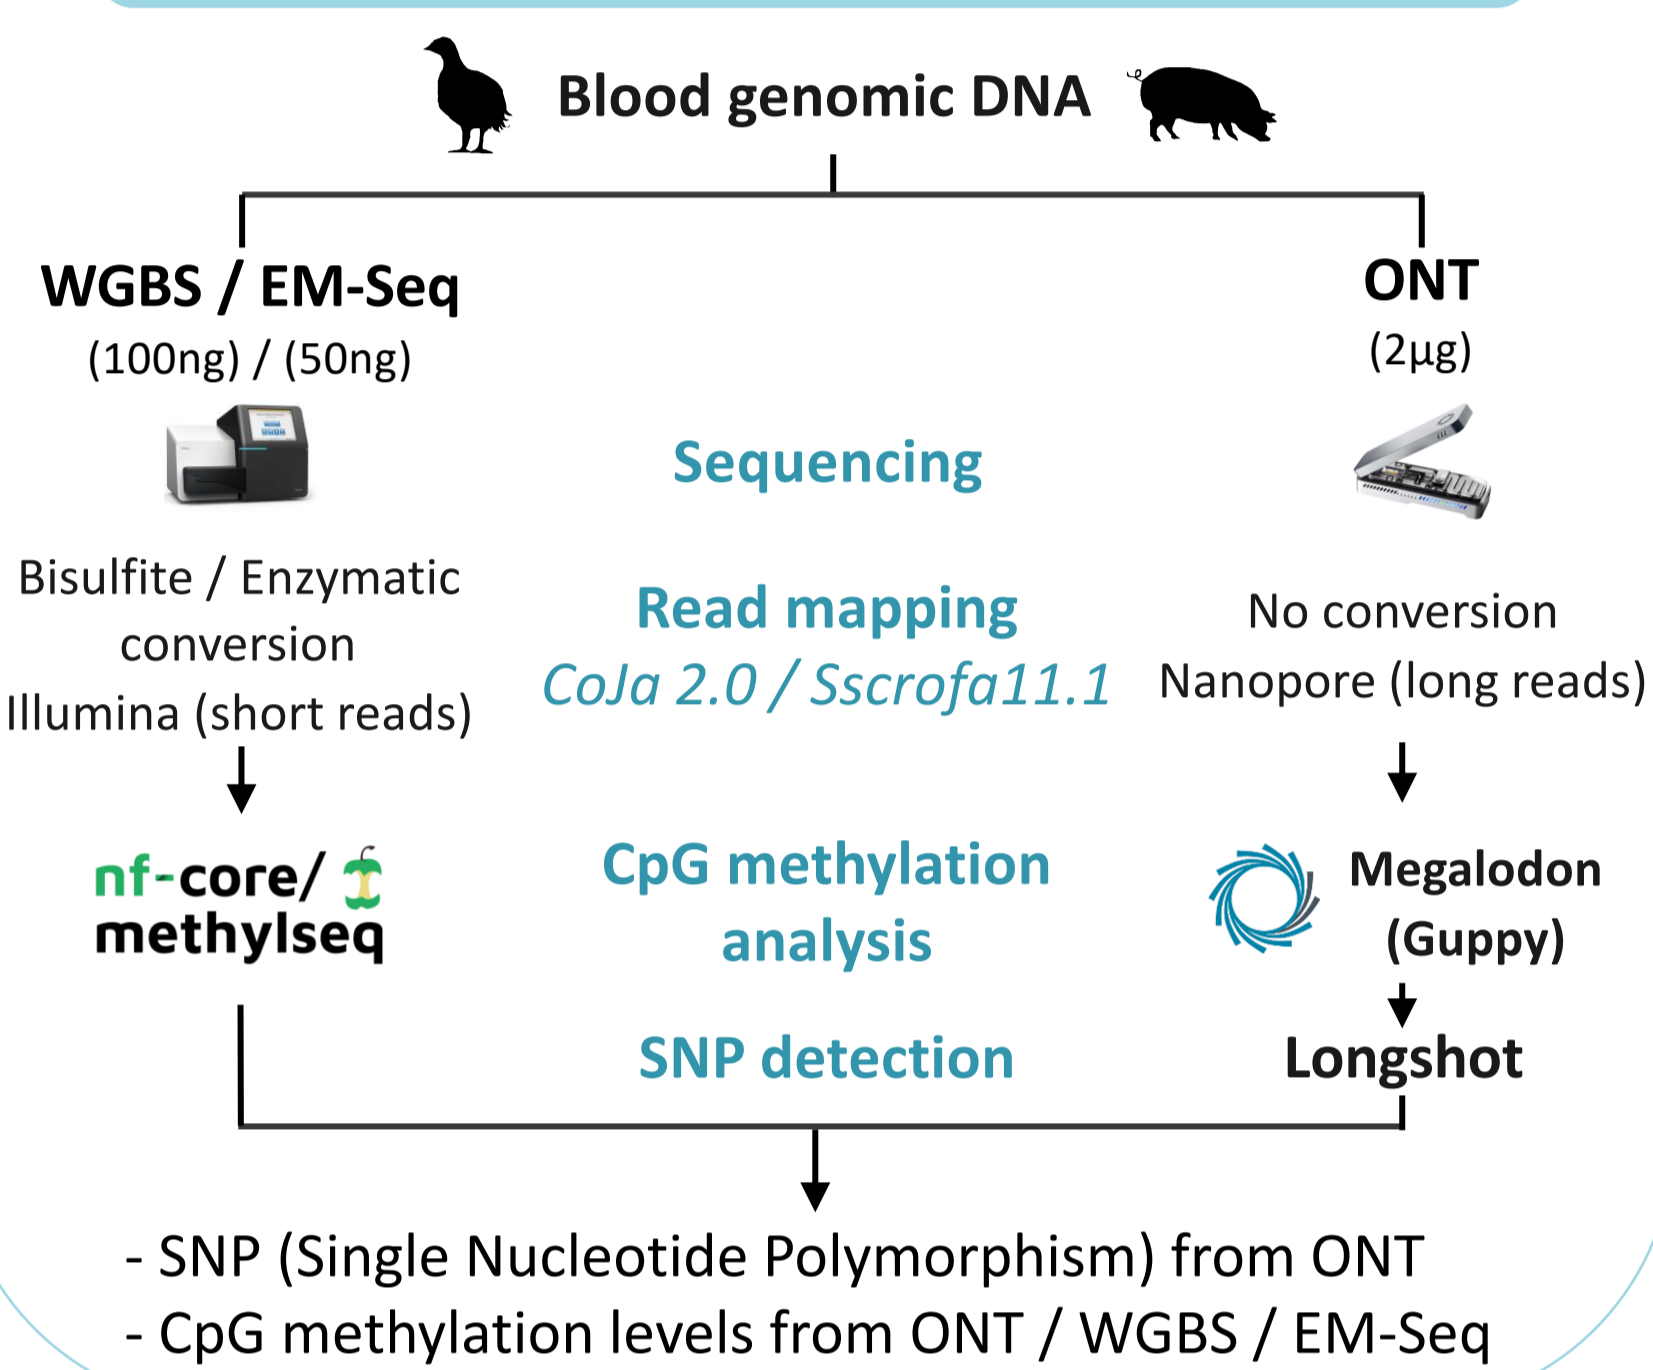 Blood genomic DNA
WGBS / EM-Seq
(100ng) / (50ng)
ONT
(2µg)
Sequencing
Bisulfite / Enzymatic
conversion
Illumina (short reads)
Read mapping
CoJa 2.0 / Sscrofa11.1
No conversion
Nanopore (long reads)
nf-core/
methylseq
CpG methylation
analysis
Megalodon
(Guppy)
SNP detection
Longshot
- SNP (Single Nucleotide Polymorphism) from ONT
- CpG methylation levels from ONT / WGBS / EM-Seq